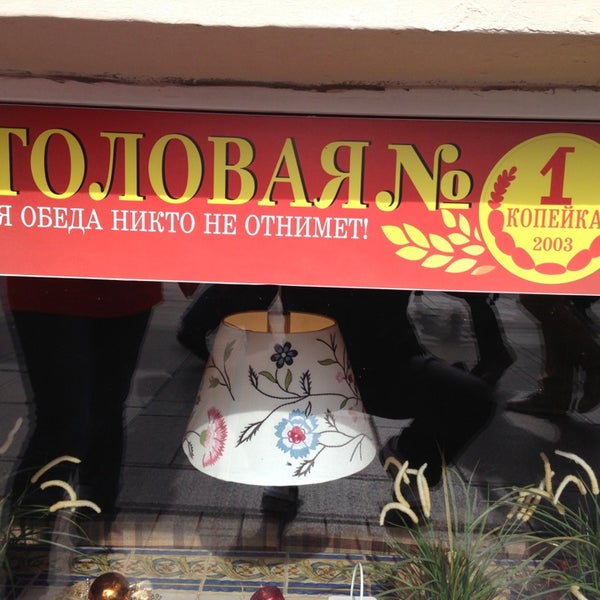 ТОЛОВАЯ №
1
КОПЕЙКА
2003
Я ОБЕДА НИКТО НЕ ОТНИМЕТ!